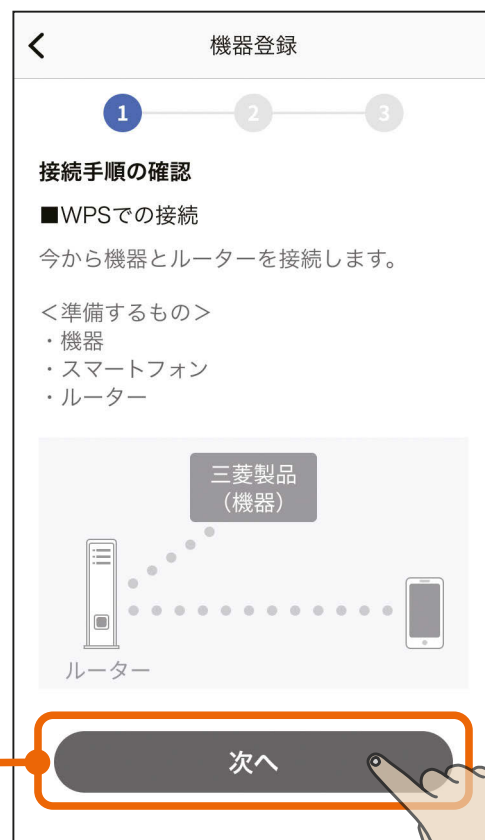 機器登録
1 2 3
接続手順の確認
■WPSでの接続
今から機器とルーターを接続します。
＜準備するもの＞
・機器
・スマートフォン
・ルーター
三菱製品
（機器）
ルーター
次へ